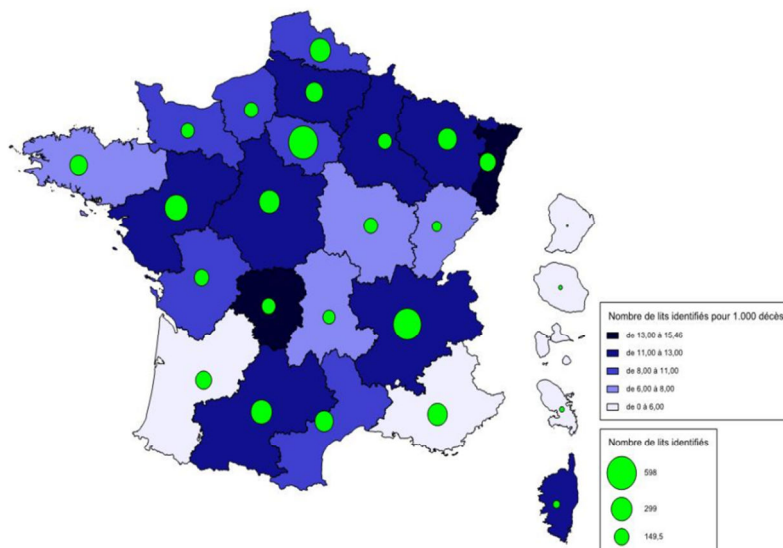 Nombre de lits identifiés pour 1.000 décès
de 13,00 à 15,46
de 11,00 à 13,00
de 8,00 à 11,00
de 6,00 à 8,00
de 0 à 6,00
Nombre de lits identifiés
598
299
149,5